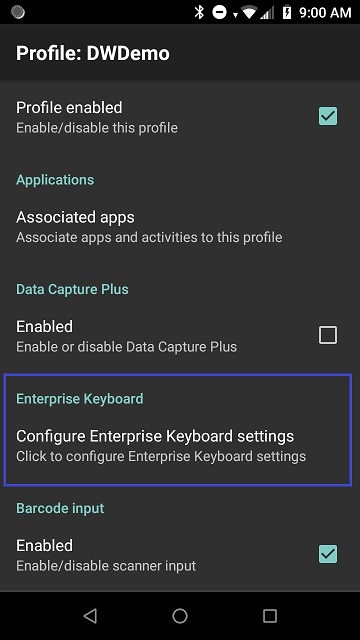 9:00 AM
Profile: DWDemo
Profile enabled
Enable/disable this profile
Applications
Associated apps
Associate apps and activities to this profile
Data Capture Plus
Enabled
Enable or disable Data Capture Plus
Enterprise Keyboard
Configure Enterprise Keyboard settings
Click to configure Enterprise Keyboard settings
Barcode input
Enabled
Enable/disable scanner input